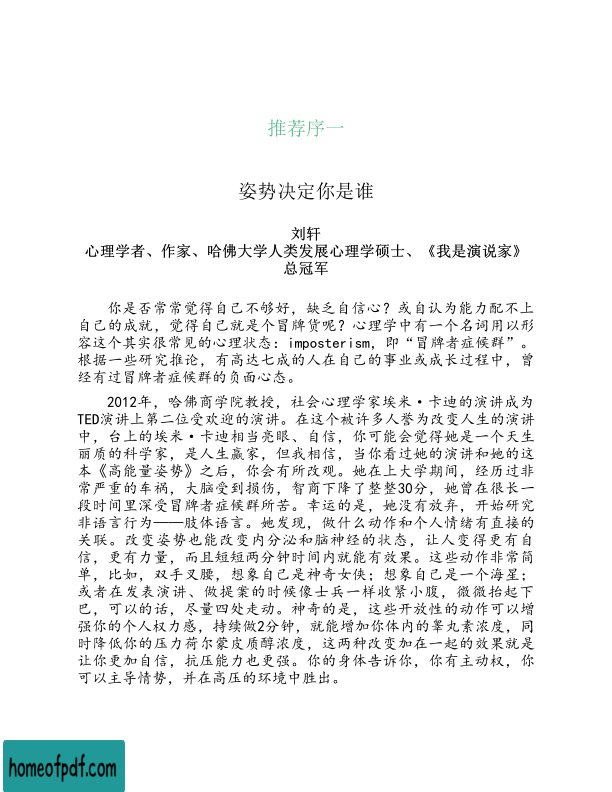 推荐序一
姿势决定你是谁
刘轩
心理学者、作家、哈佛大学人类发展心理学硕士、《我是演说家》
总冠军
你是否常常觉得自己不够好，缺乏自信心？或自认为能力配不上
自己的成就，觉得自己就是个冒牌货呢？心理学中有一个名词用以形
容这个其实很常见的心理状态：imposterism，即“冒牌者症候群”。
根据一些研究推论，有高达七成的人在自己的事业或成长过程中，曾
经有过冒牌者症候群的负面心态。
2012年，哈佛商学院教授，社会心理学家埃米·卡迪的演讲成为
TED演讲上第二位受欢迎的演讲。在这个被许多人誉为改变人生的演讲
中，台上的埃米·卡迪相当亮眼、自信，你可能会觉得她是一个天生
丽质的科学家，是人生赢家，但我相信，当你看过她的演讲和她的这
本《高能量姿势》之后，你会有所改观。她在上大学期间，经历过非
常严重的车祸，大脑受到损伤，智商下降了整整30分，她曾在很长一
段时间里深受冒牌者症候群所苦。幸运的是，她没有放弃，开始研究
非语言行为——肢体语言。她发现，做什么动作和个人情绪有直接的
关联。改变姿势也能改变内分泌和脑神经的状态，让人变得更有自
信，更有力量，而且短短两分钟时间内就能有效果。这些动作非常简
单，比如，双手叉腰，想象自己是神奇女侠；想象自己是一个海星；
或者在发表演讲、做提案的时候像士兵一样收紧小腹，微微抬起下
巴，可以的话，尽量四处走动。神奇的是，这些开放性的动作可以增
强你的个人权力感，持续做2分钟，就能增加你体内的睾丸素浓度，同
时降低你的压力荷尔蒙皮质醇浓度，这两种改变加在一起的效果就是
让你更加自信，抗压能力也更强。你的身体告诉你，你有主动权，你
可以主导情势，并在高压的环境中胜出。
homeofpdf.com